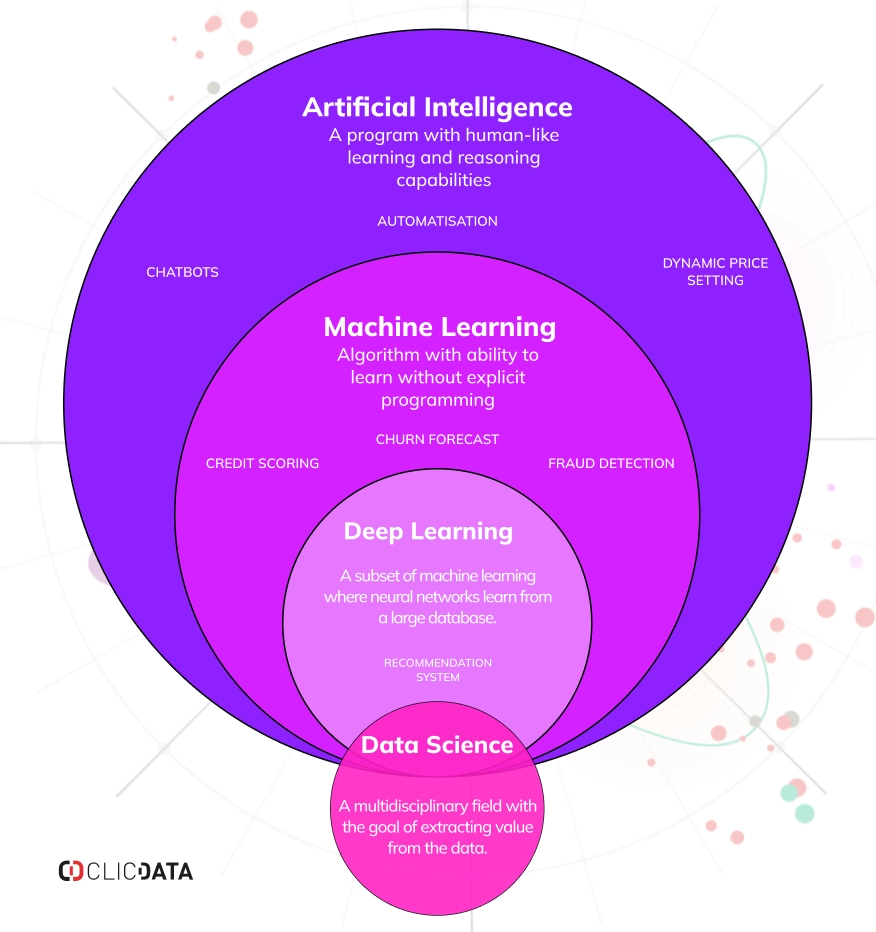 Artificial Intelligence
A program with human-like
learning and reasoning
capabilities
AUTOMATISATION
CHATBOTS
DYNAMIC PRICE
SETTING
Machine Learning
Algorithm with ability to
learn without explicit
programming
CHURN FORECAST
CREDIT SCORING
FRAUD DETECTION
Deep Learning
A subset of machine learning
where neural networks learn from
a large database.
RECOMMENDATION
SYSTEM
Data Science
A multidisciplinary field with
the goal of extracting value
from the data.
CLICDATA